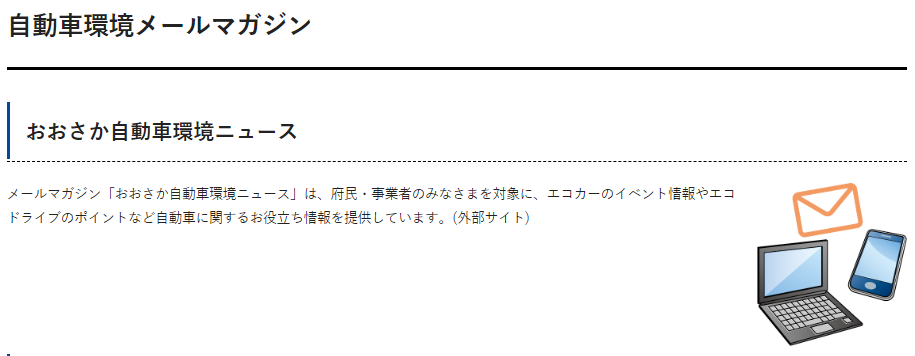 自動車環境メールマガジン
おおさか自動車環境ニュース
メールマガジン「おおさか自動車環境ニュース」は、府民・事業者のみなさまを対象に、エコカーのイベント情報やエコ
ドライブのポイントなど自動車に関するお役立ち情報を提供しています。(外部サイト)